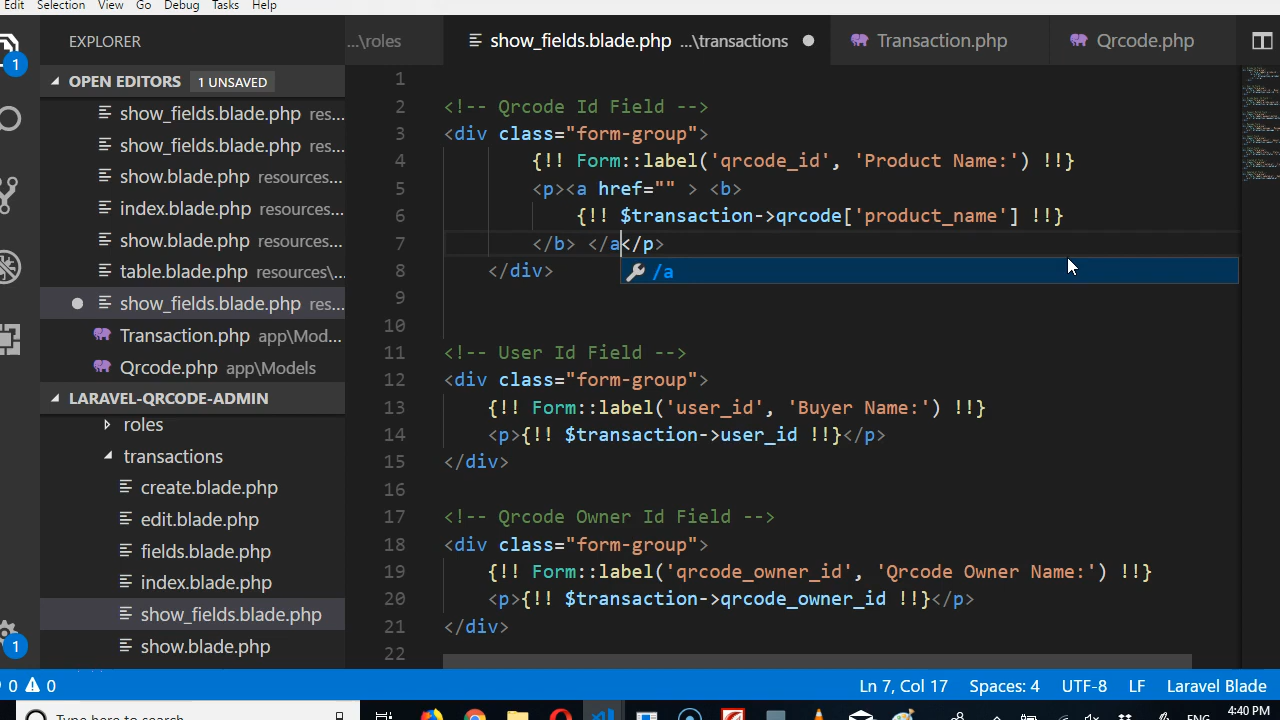 Edit Selection View Go Debug Tasks Help
EXPLORER
...\roles
show_fields.blade.php ...\transactions
Transaction.php
Qrcode.php
1
OPEN EDITORS 1 UNSAVED
show_fields.blade.php res...
show_fields.blade.php res...
show.blade.php resources...
index.blade.php resources...
show.blade.php resources...
table.blade.php resources\...
show_fields.blade.php res...
Transaction.php app\Mod...
Qrcode.php app\Models
LARAVEL-QRCODE-ADMIN
roles
transactions
create.blade.php
edit.blade.php
fields.blade.php
index.blade.php
show_fields.blade.php
show.blade.php
1
1
2 <!-- Qrcode Id Field -->
3 <div class="form-group">
4 {!! Form::label('qrcode_id', 'Product Name:') !!}
5 <p><a href="" > <b>
6 {!! $transaction->qrcode['product_name'] !!}
7 </b> </a</p>
/a
8 </div>
9
10
11 <!-- User Id Field -->
12 <div class="form-group">
13 {!! Form::label('user_id', 'Buyer Name:') !!}
14 <p>{!! $transaction->user_id !!}</p>
15 </div>
16
17 <!-- Qrcode Owner Id Field -->
18 <div class="form-group">
19 {!! Form::label('qrcode_owner_id', 'Qrcode Owner Name:') !!}
20 <p>{!! $transaction->qrcode_owner_id !!}</p>
21 </div>
22
0 0 Ln 7, Col 17 Spaces: 4 UTF-8 LF Laravel Blade
Type here to search ENG 4:40 PM